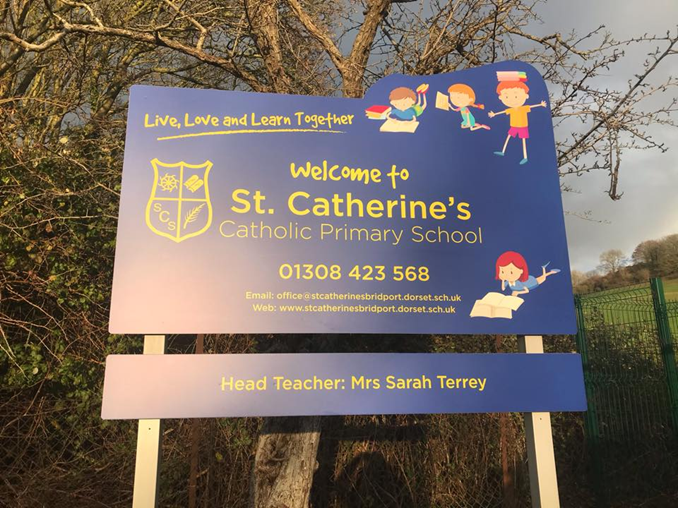 Live, Love and Learn Together
Welcome to
St. Catherine's
Catholic Primary School
SCS
01308 423 568
Email: office@stcatherinesbridport.dorset.sch.uk
Web: www.stcatherinesbridport.dorset.sch.uk
Head Teacher: Mrs Sarah Terrey